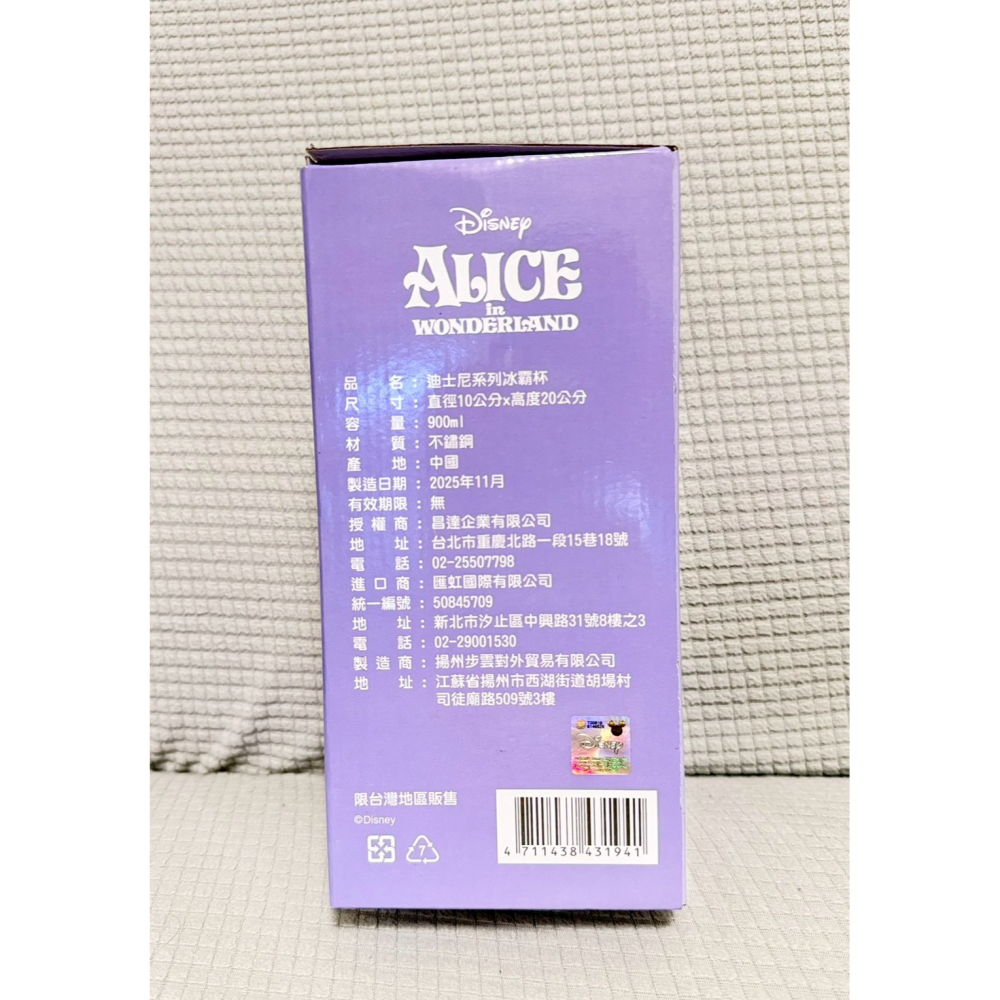 Disney
ALICE
in
WONDERLAND
品名：迪士尼系列冰霸杯
尺寸：直徑10公分x高度20公分
容量：900ml
材質：不鏽鋼
產地：中國
製造日期：2025年11月
有效期限：無
授權商：昌達企業有限公司
地址：台北市重慶北路一段15巷18號
電話：02-25507798
進口商：匯虹國際有限公司
統一編號：50845709
地址：新北市汐止區中興路31號8樓之3
電話：02-29001530
製造商：揚州步雲對外貿易有限公司
地址：江蘇省揚州市西湖街道胡場村
司徒廟路509號3樓
Disney
限台灣地區販售
©Disney
7
4 711438 431941